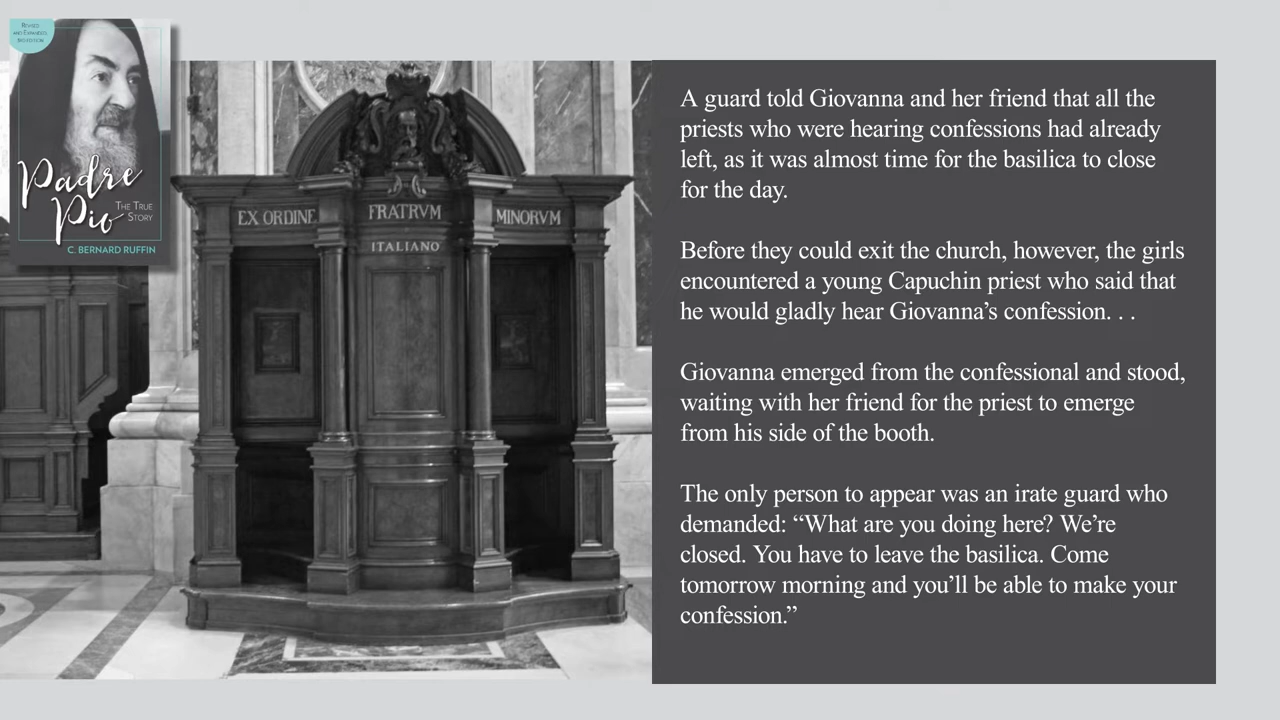 REVISED
AND EXPANDED,
3RD EDITION
Padre
Pio
THE TRUE
STORY
C. BERNARD RUFFIN
EX ORDINE
FRATRVM
MINORVM
ITALIANO
A guard told Giovanna and her friend that all the
priests who were hearing confessions had already
left, as it was almost time for the basilica to close
for the day.
Before they could exit the church, however, the girls
encountered a young Capuchin priest who said that
he would gladly hear Giovanna’s confession. . .
Giovanna emerged from the confessional and stood,
waiting with her friend for the priest to emerge
from his side of the booth.
The only person to appear was an irate guard who
demanded: “What are you doing here? We’re
closed. You have to leave the basilica. Come
tomorrow morning and you’ll be able to make your
confession.”